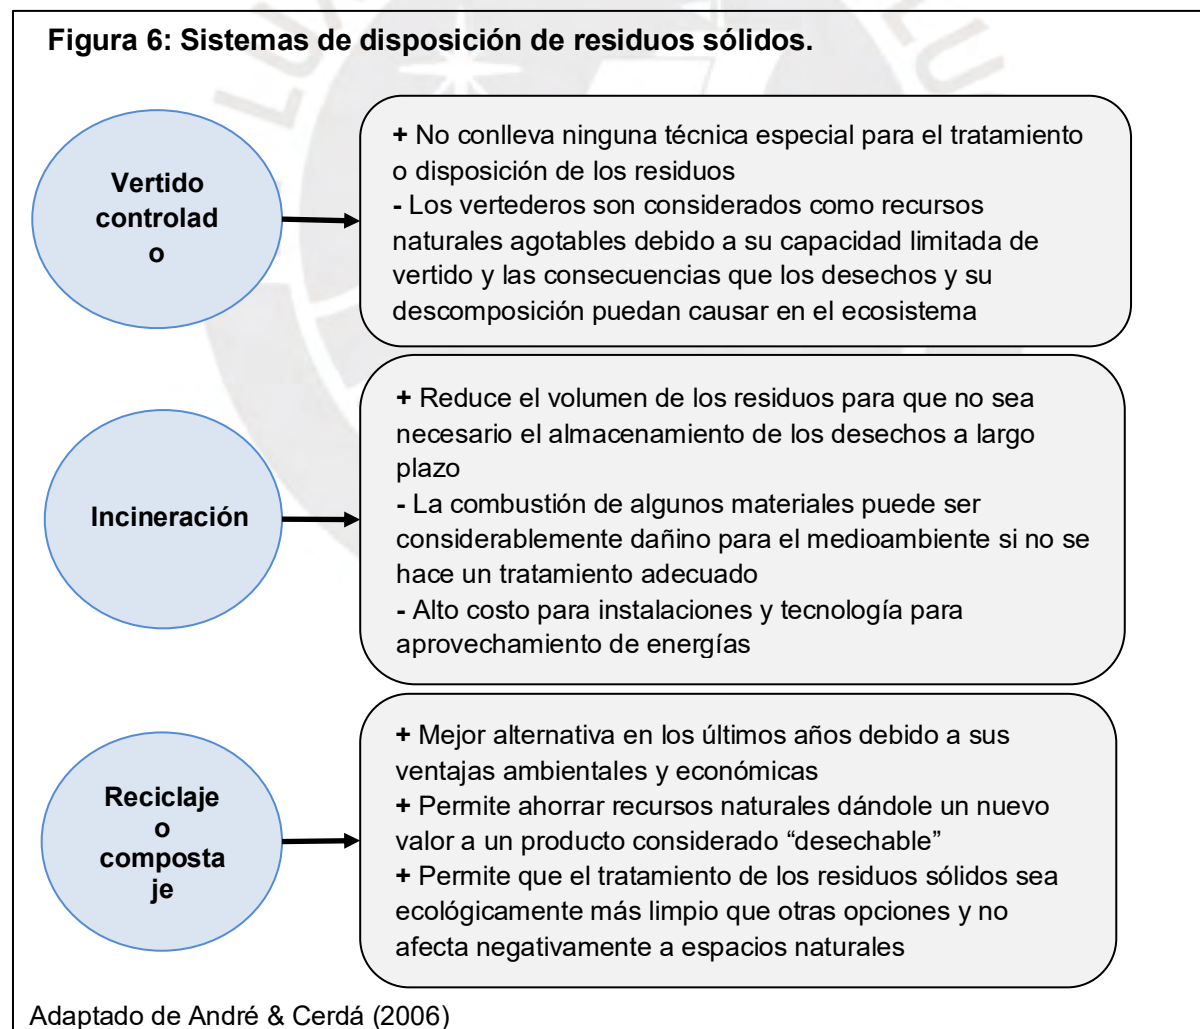 Figura 6: Sistemas de disposición de residuos sólidos.
Vertido
controlad
o
+ No conlleva ninguna técnica especial para el tratamiento
o disposición de los residuos
- Los vertederos son considerados como recursos
naturales agotables debido a su capacidad limitada de
vertido y las consecuencias que los desechos y su
descomposición puedan causar en el ecosistema
Incineración
+ Reduce el volumen de los residuos para que no sea
necesario el almacenamiento de los desechos a largo
plazo
- La combustión de algunos materiales puede ser
considerablemente dañino para el medioambiente si no se
hace un tratamiento adecuado
- Alto costo para instalaciones y tecnología para
aprovechamiento de energías
Reciclaje
o
composta
je
+ Mejor alternativa en los últimos años debido a sus
ventajas ambientales y económicas
+ Permite ahorrar recursos naturales dándole un nuevo
valor a un producto considerado “desechable”
+ Permite que el tratamiento de los residuos sólidos sea
ecológicamente más limpio que otras opciones y no
afecta negativamente a espacios naturales
Adaptado de André & Cerdá (2006)